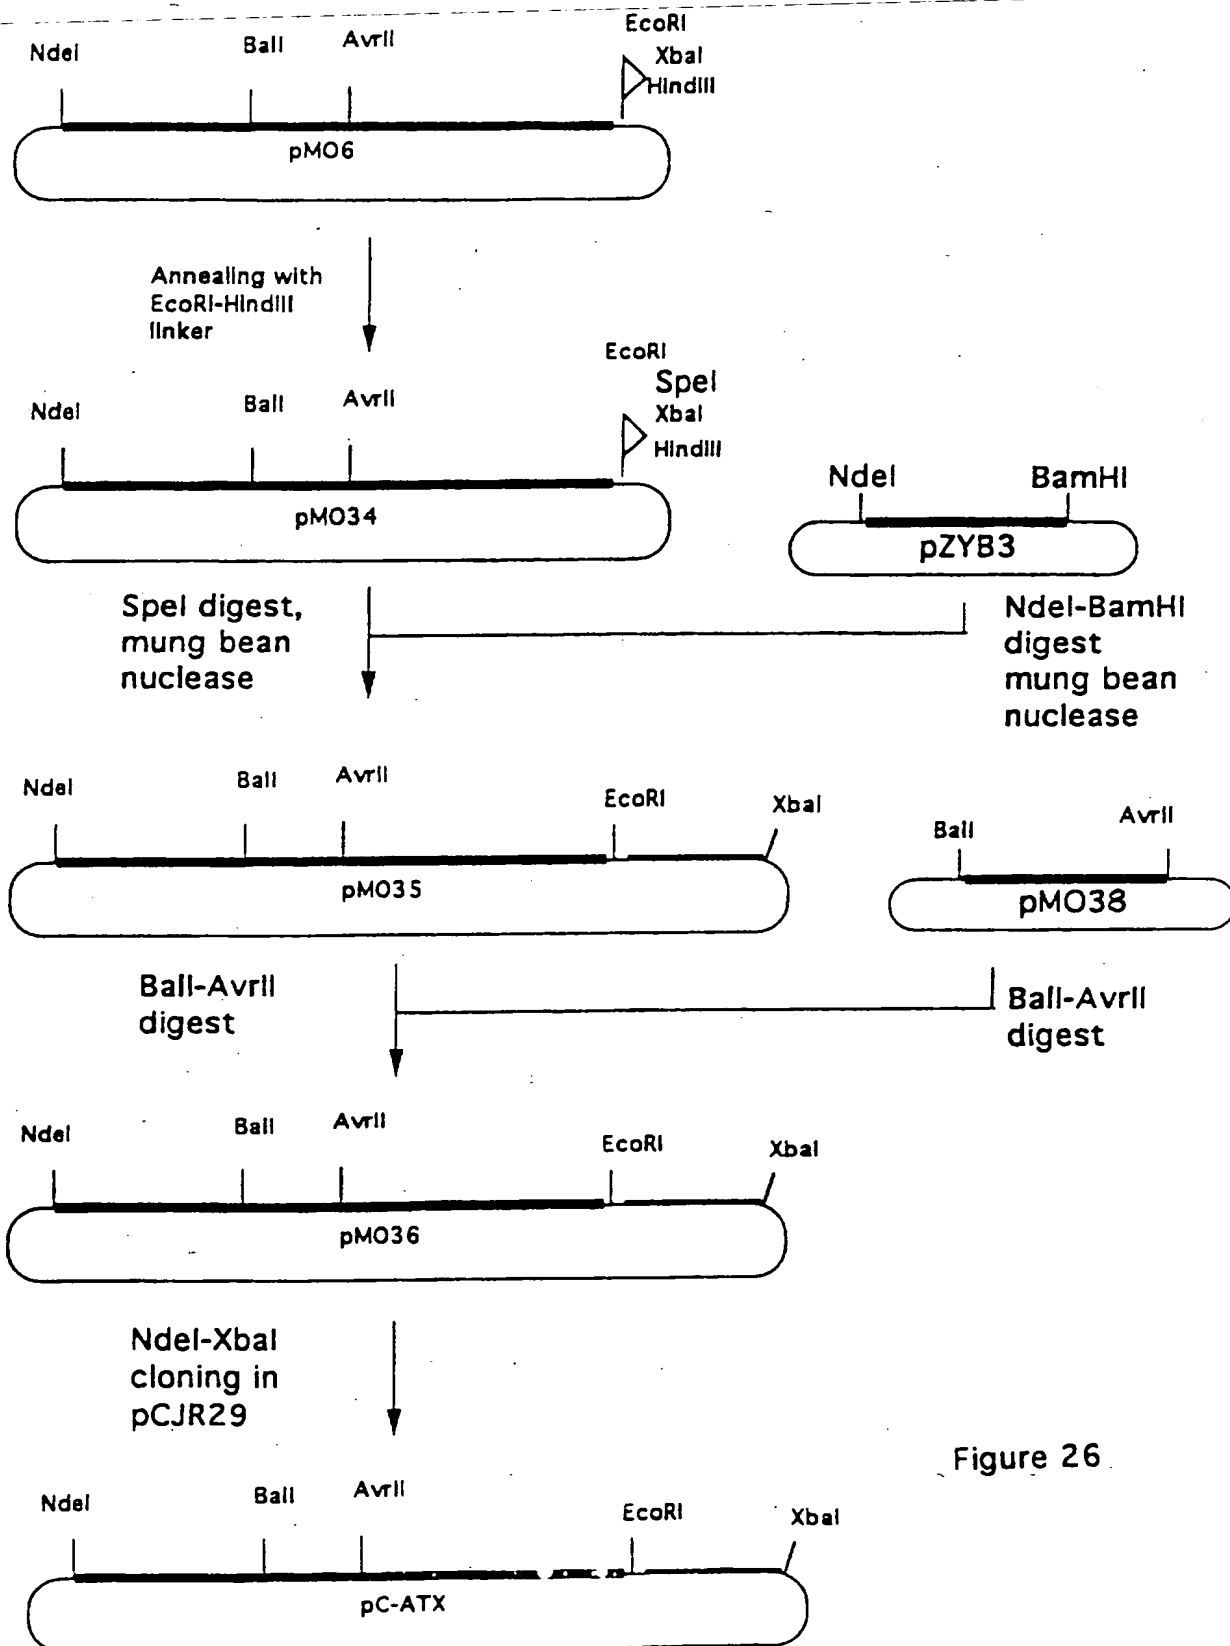 EcoRI
NdeI
BalI
AvrII
XbaI
HindIII
pMO6
Annealing with
EcoRI-HindIII
linker
EcoRI
SpeI
NdeI
BalI
AvrII
XbaI
HindIII
pMO34
NdeI
BamHI
pZYB3
SpeI digest,
mung bean
nuclease
NdeI-BamHI
digest
mung bean
nuclease
NdeI
BalI
AvrII
EcoRI
XbaI
pMO35
BalI
AvrII
pMO38
BalI-AvrII
digest
BalI-AvrII
digest
NdeI
BalI
AvrII
EcoRI
XbaI
pMO36
NdeI-XbaI
cloning in
pCJR29
Figure 26
NdeI
BalI
AvrII
EcoRI
XbaI
pC-ATX